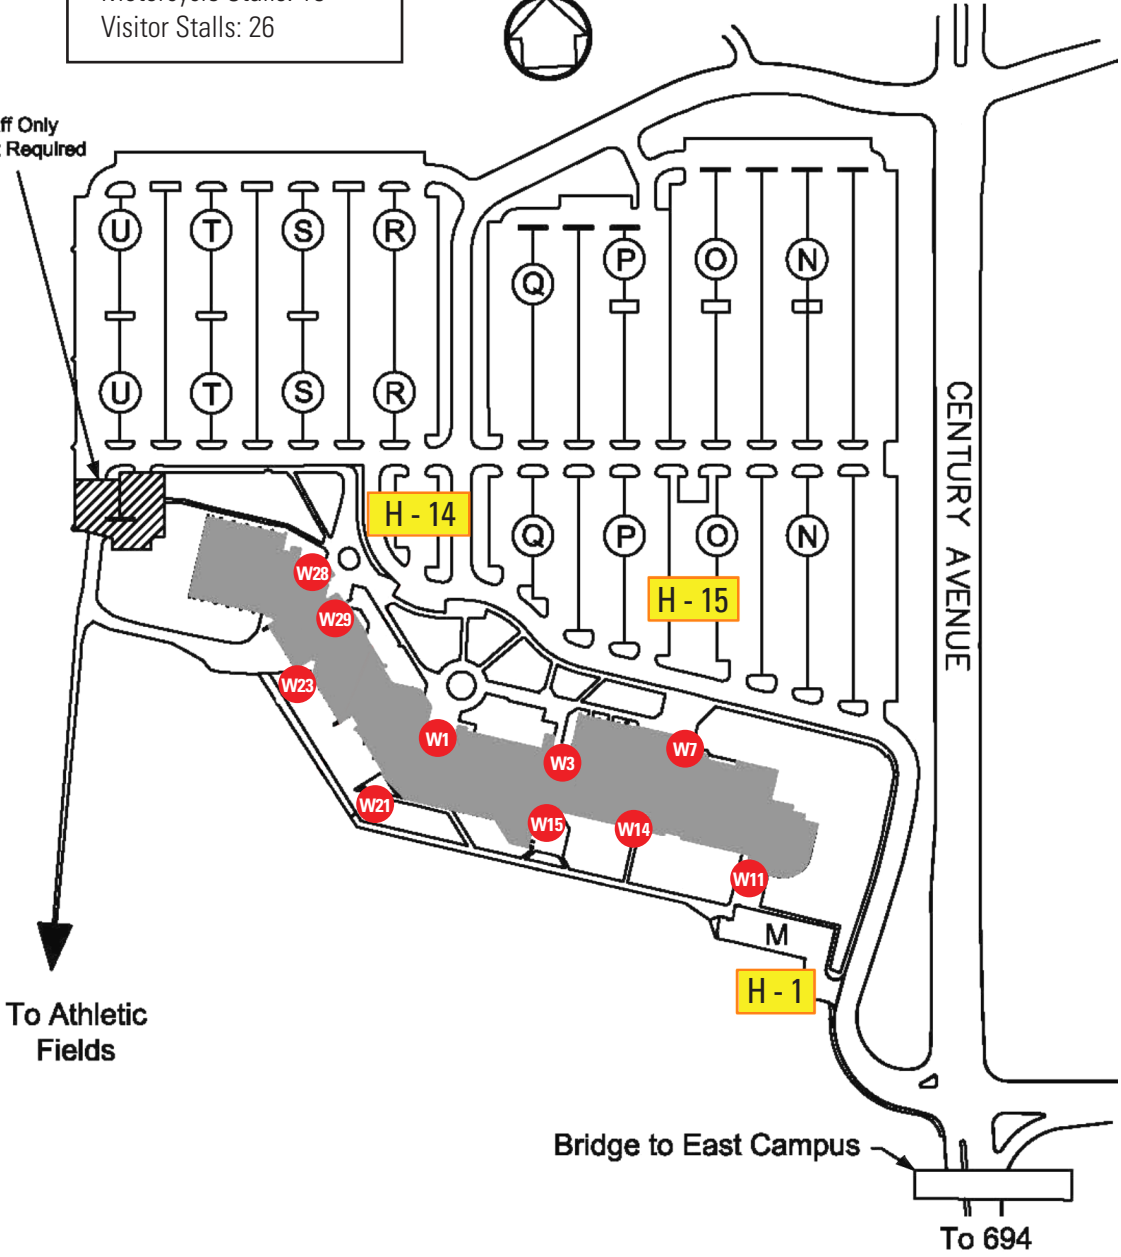 Visitor Stalls: 26
ff Only
Required
U T S R
Q P O N
U T S R
H - 14
Q P O N
H - 15
CENTURY AVENUE
W28
W29
W23
W1
W3
W7
W21
W15
W14
W11
M
H - 1
To Athletic
Fields
Bridge to East Campus
To 694